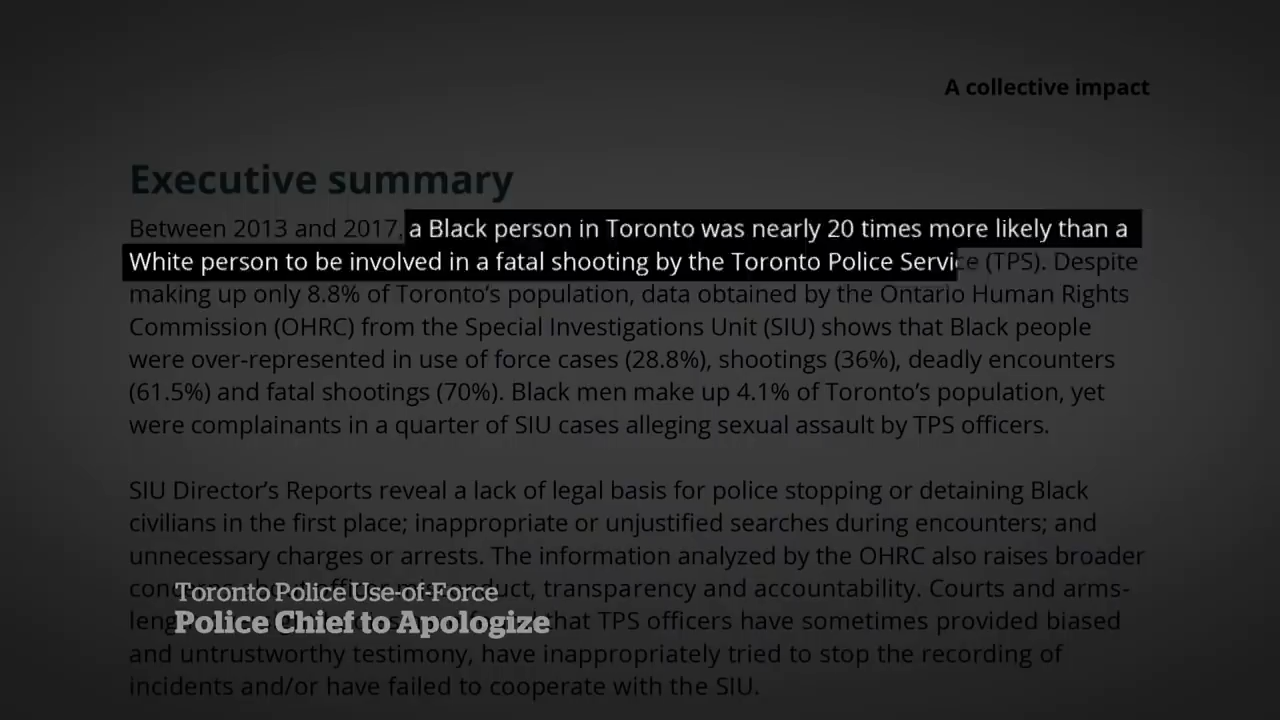 A collective impact
Executive summary
Between 2013 and 2017, a Black person in Toronto was nearly 20 times more likely than a
White person to be involved in a fatal shooting by the Toronto Police Service (TPS). Despite
making up only 8.8% of Toronto’s population, data obtained by the Ontario Human Rights
Commission (OHRC) from the Special Investigations Unit (SIU) shows that Black people
were over-represented in use of force cases (28.8%), shootings (36%), deadly encounters
(61.5%) and fatal shootings (70%). Black men make up 4.1% of Toronto’s population, yet
were complainants in a quarter of SIU cases alleging sexual assault by TPS officers.
SIU Director’s Reports reveal a lack of legal basis for police stopping or detaining Black
civilians in the first place; inappropriate or unjustified searches during encounters; and
unnecessary charges or arrests. The information analyzed by the OHRC also raises broader
transparency and accountability. Courts and arms-
that TPS officers have sometimes provided biased
and untrustworthy testimony, have inappropriately tried to stop the recording of
incidents and/or have failed to cooperate with the SIU.
Toronto Police Use-of-Force
Police Chief to Apologize